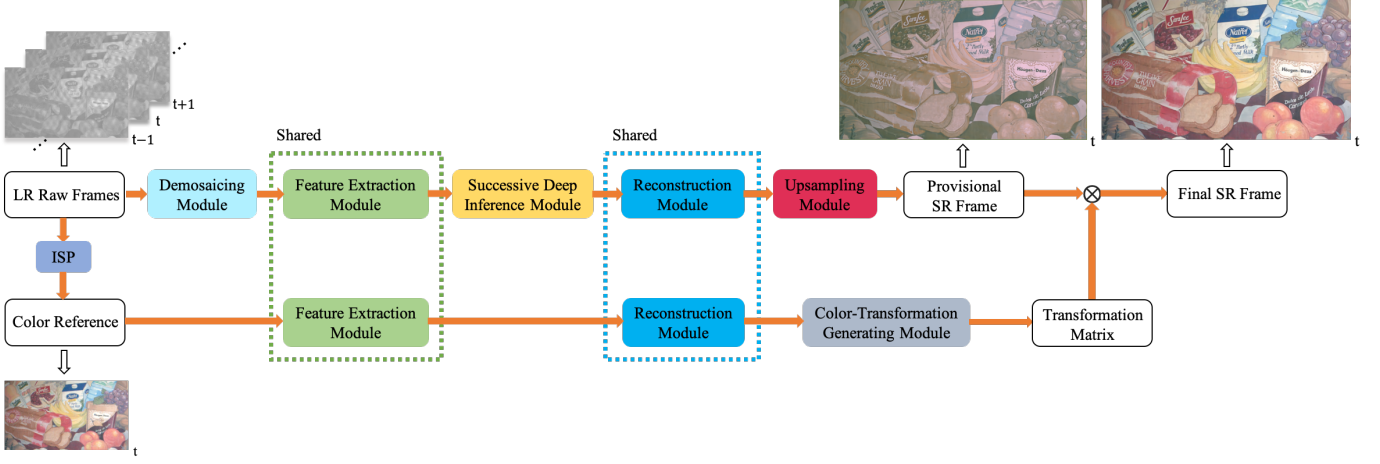 t+1
t
t−1
Shared
Shared
t
t
LR Raw Frames
Demosaicing
Module
Feature Extraction
Module
Successive Deep
Inference Module
Reconstruction
Module
Upsampling
Module
Provisional
SR Frame
Final SR Frame
ISP
Color Reference
Feature Extraction
Module
Reconstruction
Module
Color-Transformation
Generating Module
Transformation
Matrix
t